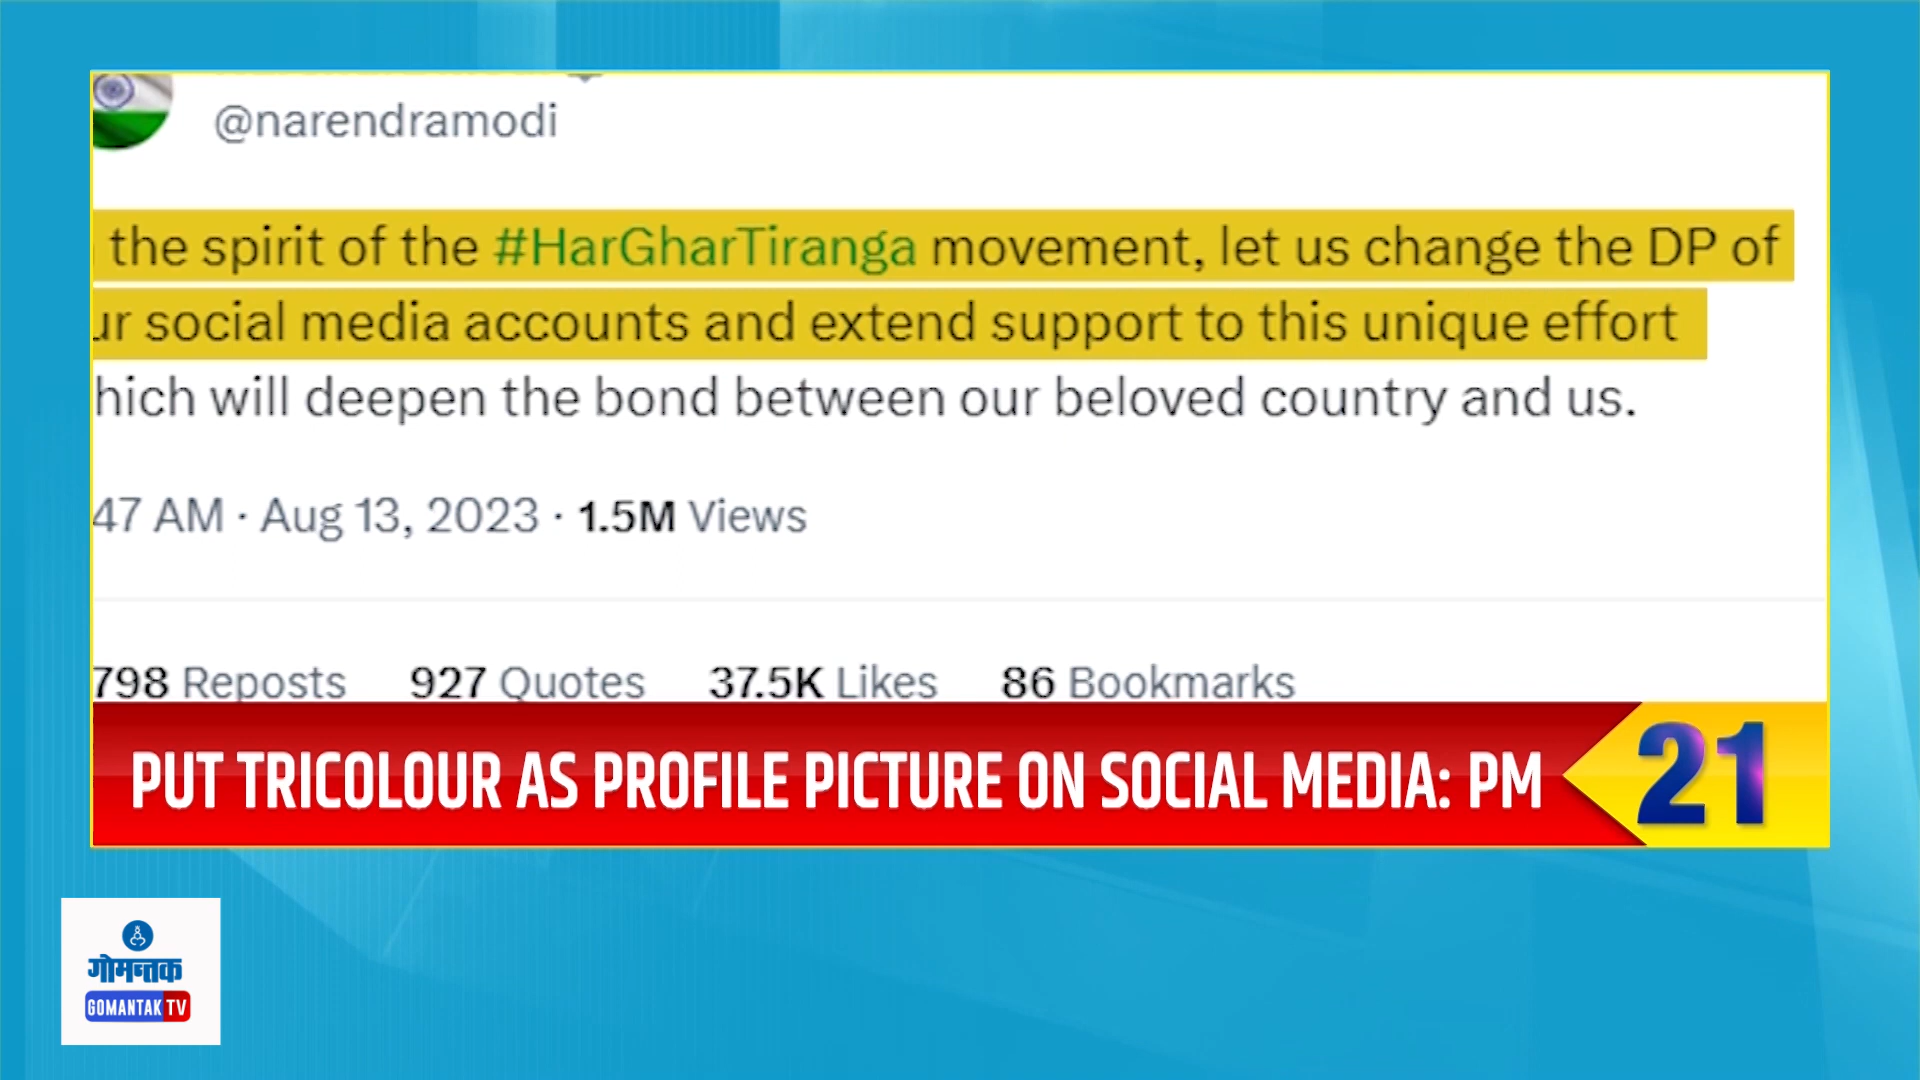 @narendramodi
the spirit of the #HarGharTiranga movement, let us change the DP of
ur social media accounts and extend support to this unique effort
hich will deepen the bond between our beloved country and us.
47 AM · Aug 13, 2023 · 1.5M Views
798 Reposts 927 Quotes 37.5K Likes 86 Bookmarks
PUT TRICOLOUR AS PROFILE PICTURE ON SOCIAL MEDIA: PM 21
गोमन्तक
GOMANTAK TV